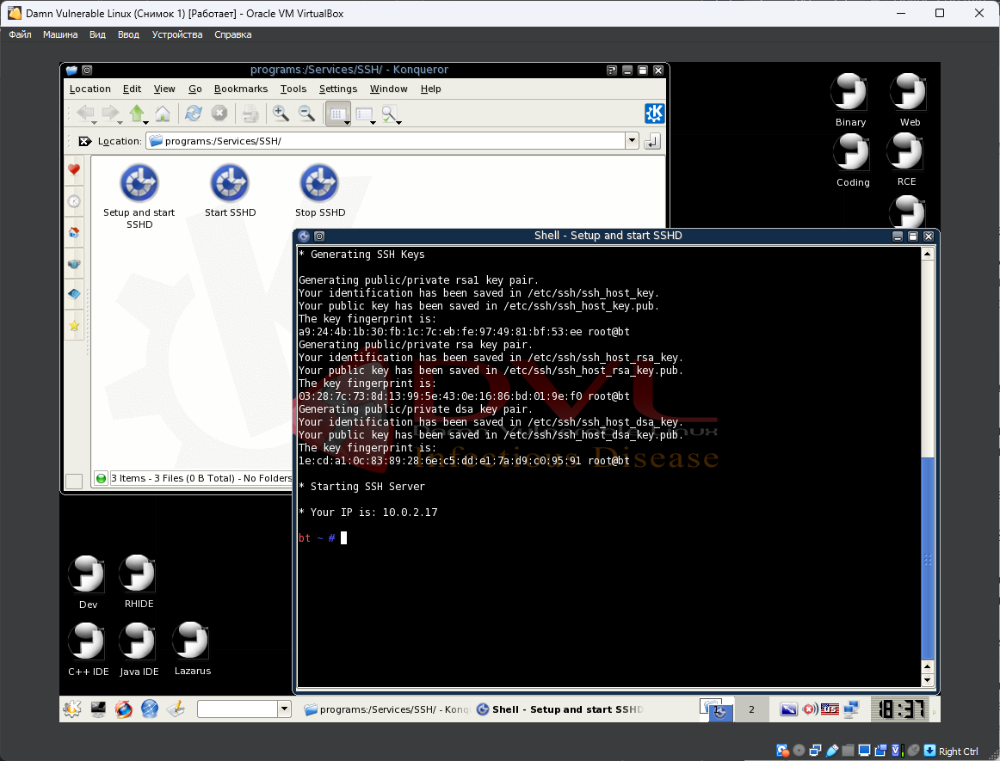 Damn Vulnerable Linux (Снимок 1) [Работает] - Oracle VM VirtualBox
Файл Машина Вид Ввод Устройства Справка
programs:/Services/SSH/ - Konqueror
Location Edit View Go Bookmarks Tools Settings Window Help
Location: programs:/Services/SSH/
Setup and start SSHD
Start SSHD
Stop SSHD
3 Items - 3 Files (0 B Total) - No Folders
Binary
Web
Coding
RCE
Shell - Setup and start SSHD
* Generating SSH Keys
Generating public/private rsa1 key pair.
Your identification has been saved in /etc/ssh/ssh_host_key.
Your public key has been saved in /etc/ssh/ssh_host_key.pub.
The key fingerprint is:
a9:24:4b:1b:30:fb:1c:7c:eb:fe:97:49:81:bf:53:ee root@bt
Generating public/private rsa key pair.
Your identification has been saved in /etc/ssh/ssh_host_rsa_key.
Your public key has been saved in /etc/ssh/ssh_host_rsa_key.pub.
The key fingerprint is:
03:28:7c:73:8d:13:99:5e:43:0e:16:86:bd:01:9e:f0 root@bt
Generating public/private dsa key pair.
Your identification has been saved in /etc/ssh/ssh_host_dsa_key.
Your public key has been saved in /etc/ssh/ssh_host_dsa_key.pub.
The key fingerprint is:
1e:cd:a1:0c:83:89:28:6e:c5:dd:e1:7a:d9:c0:95:91 root@bt
* Starting SSH Server
* Your IP is: 10.0.2.17
bt ~ #
DVL
Damn Vulnerable Linux
Infectious Disease
Dev
RHIDE
C++ IDE
Java IDE
Lazarus
programs:/Services/SSH/ - Konq
Shell - Setup and start SSHD
1
2
us
18:37
Right Ctrl